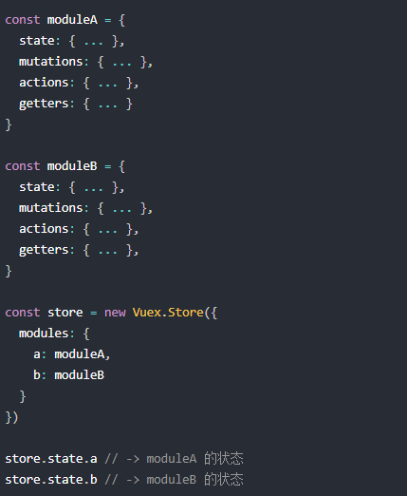 const moduleA = {
  state: { ... },
  mutations: { ... },
  actions: { ... },
  getters: { ... }
}

const moduleB = {
  state: { ... },
  mutations: { ... },
  actions: { ... },
  getters: { ... },
}

const store = new Vuex.Store({
  modules: {
    a: moduleA,
    b: moduleB
  }
})

store.state.a // -> moduleA 的状态
store.state.b // -> moduleB 的状态